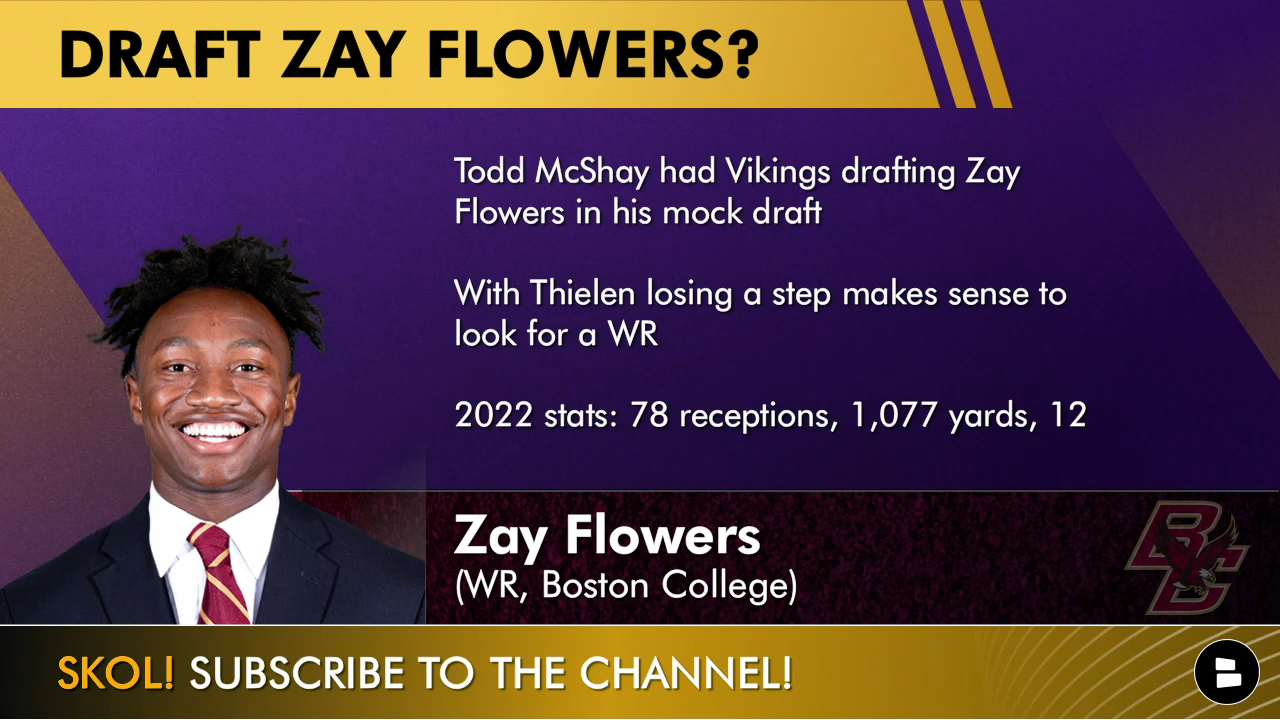 DRAFT ZAY FLOWERS?
Todd McShay had Vikings drafting Zay
Flowers in his mock draft
With Thielen losing a step makes sense to
look for a WR
2022 stats: 78 receptions, 1,077 yards, 12
Zay Flowers
(WR, Boston College)
BC
SKOL! SUBSCRIBE TO THE CHANNEL!